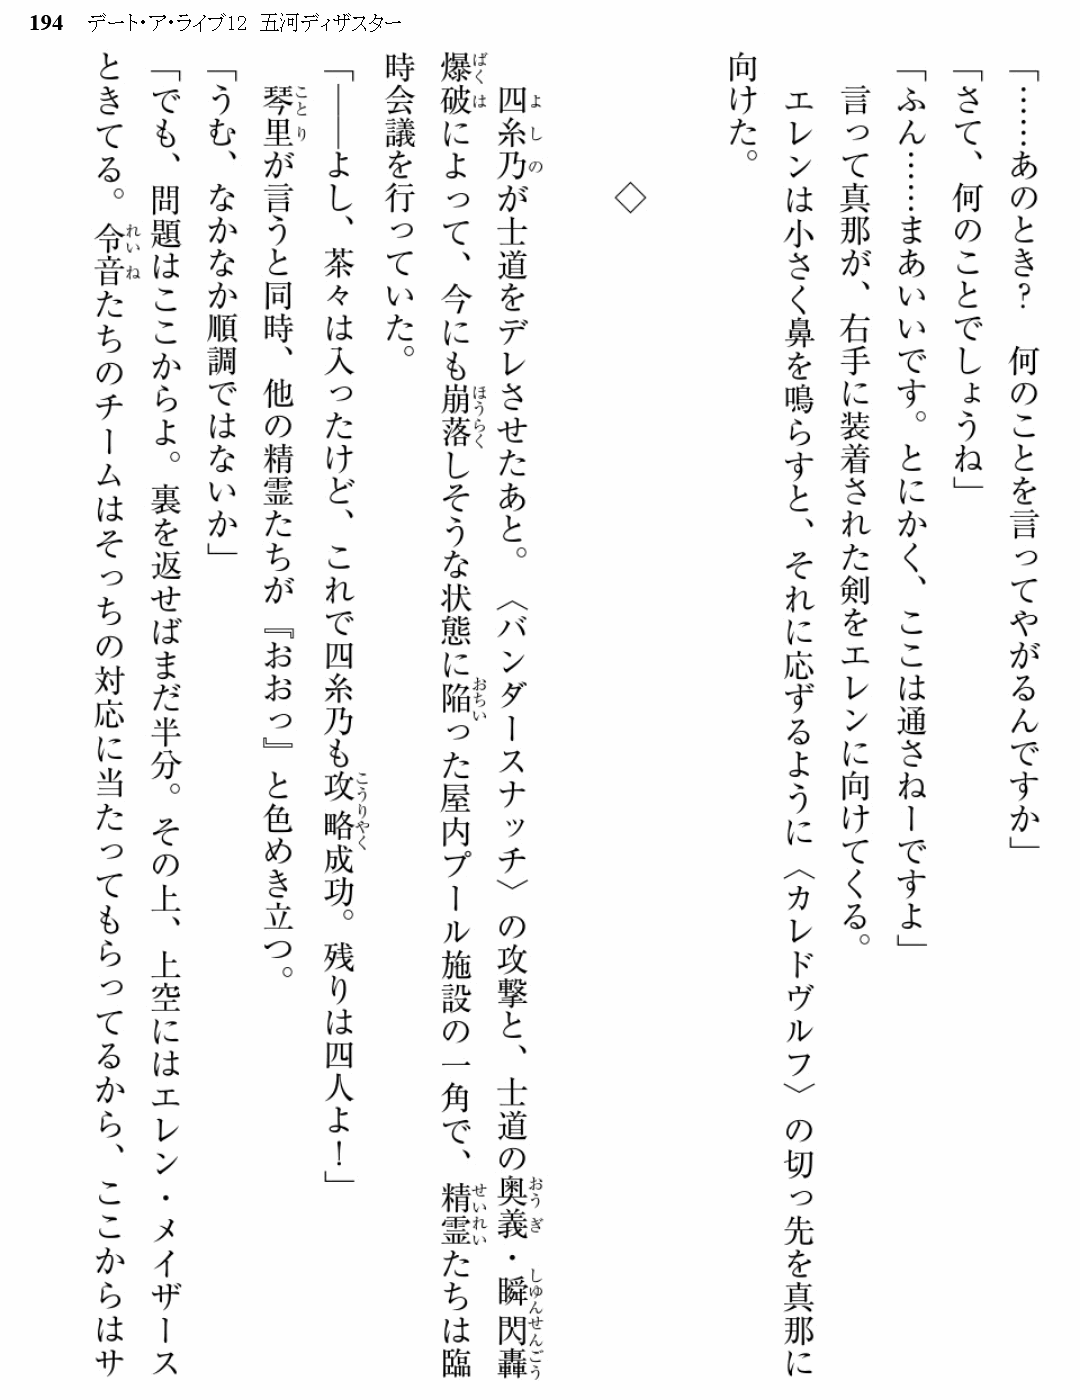 194 デート・ア・ライブ12 五河ディザスター
「……あのとき？　何のことを言ってやがるんですか」
「さて、何のことでしょうね」
「ふん……まあいいです。とにかく、ここは通さねーですよ」
言って真那が、右手に装着された剣をエレンに向けてくる。
エレンは小さく鼻を鳴らすと、それに応ずるように〈カレドヴルフ〉の切っ先を真那に
向けた。
◇
四糸乃が士道をデレさせたあと。〈バンダースナッチ〉の攻撃と、士道の奥義・瞬閃轟
爆破によって、今にも崩落しそうな状態に陥った屋内プール施設の一角で、精霊たちは臨
時会議を行っていた。
「――よし、茶々は入ったけど、これで四糸乃も攻略成功。残りは四人よ！」
琴里が言うと同時、他の精霊たちが『おおっ』と色めき立つ。
「うむ、なかなか順調ではないか」
「でも、問題はここからよ。裏を返せばまだ半分。その上、上空にはエレン・メイザース
ときてる。令音たちのチームはそっちの対応に当たってもらってるから、ここからはサ